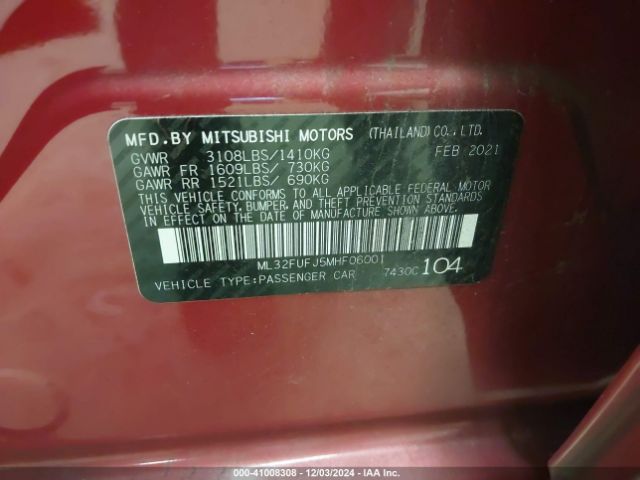 MFD.BY MITSUBISHI MOTORS (THAILAND)CO.,LTD.
GVWR 3108LBS/1410KG FEB 2021
GAWR FR 1609LBS/ 730KG
GAWR RR 1521LBS/ 690KG
THIS VEHICLE CONFORMS TO ALL APPLICABLE FEDERAL MOTOR
VEHICLE SAFETY, BUMPER, AND THEFT PREVENTION STANDARDS
IN EFFECT ON THE DATE OF MANUFACTURE SHOWN ABOVE.
ML32FUFJ5MHF06001
VEHICLE TYPE:PASSENGER CAR 7430C 104
000-41008308 - 12/03/2024 - IAA Inc.